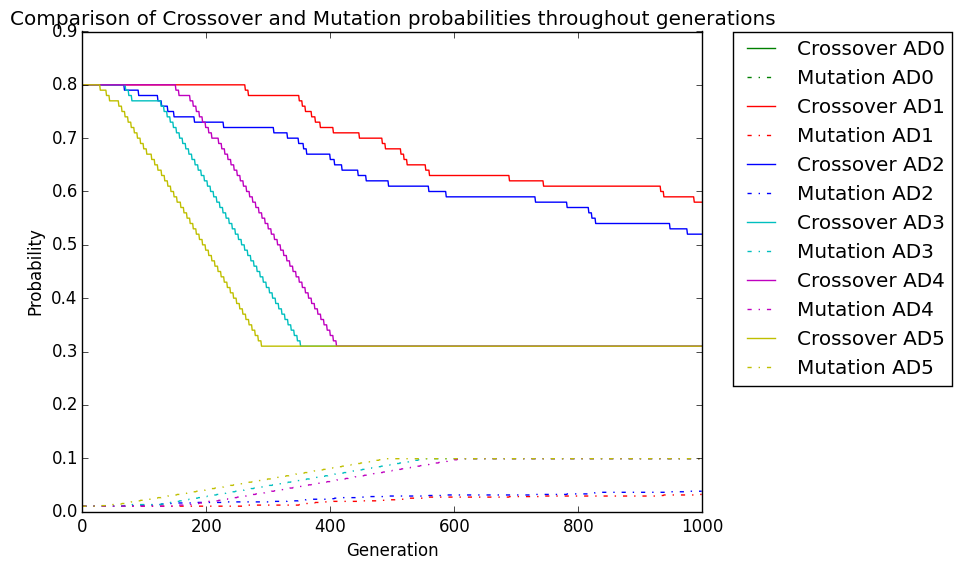 Comparison of Crossover and Mutation probabilities throughout generations
0.9
0.8
0.7
0.6
0.5
0.4
0.3
0.2
0.1
0.0
Probability
0 200 400 600 800 1000
Generation
Crossover AD0
Mutation AD0
Crossover AD1
Mutation AD1
Crossover AD2
Mutation AD2
Crossover AD3
Mutation AD3
Crossover AD4
Mutation AD4
Crossover AD5
Mutation AD5